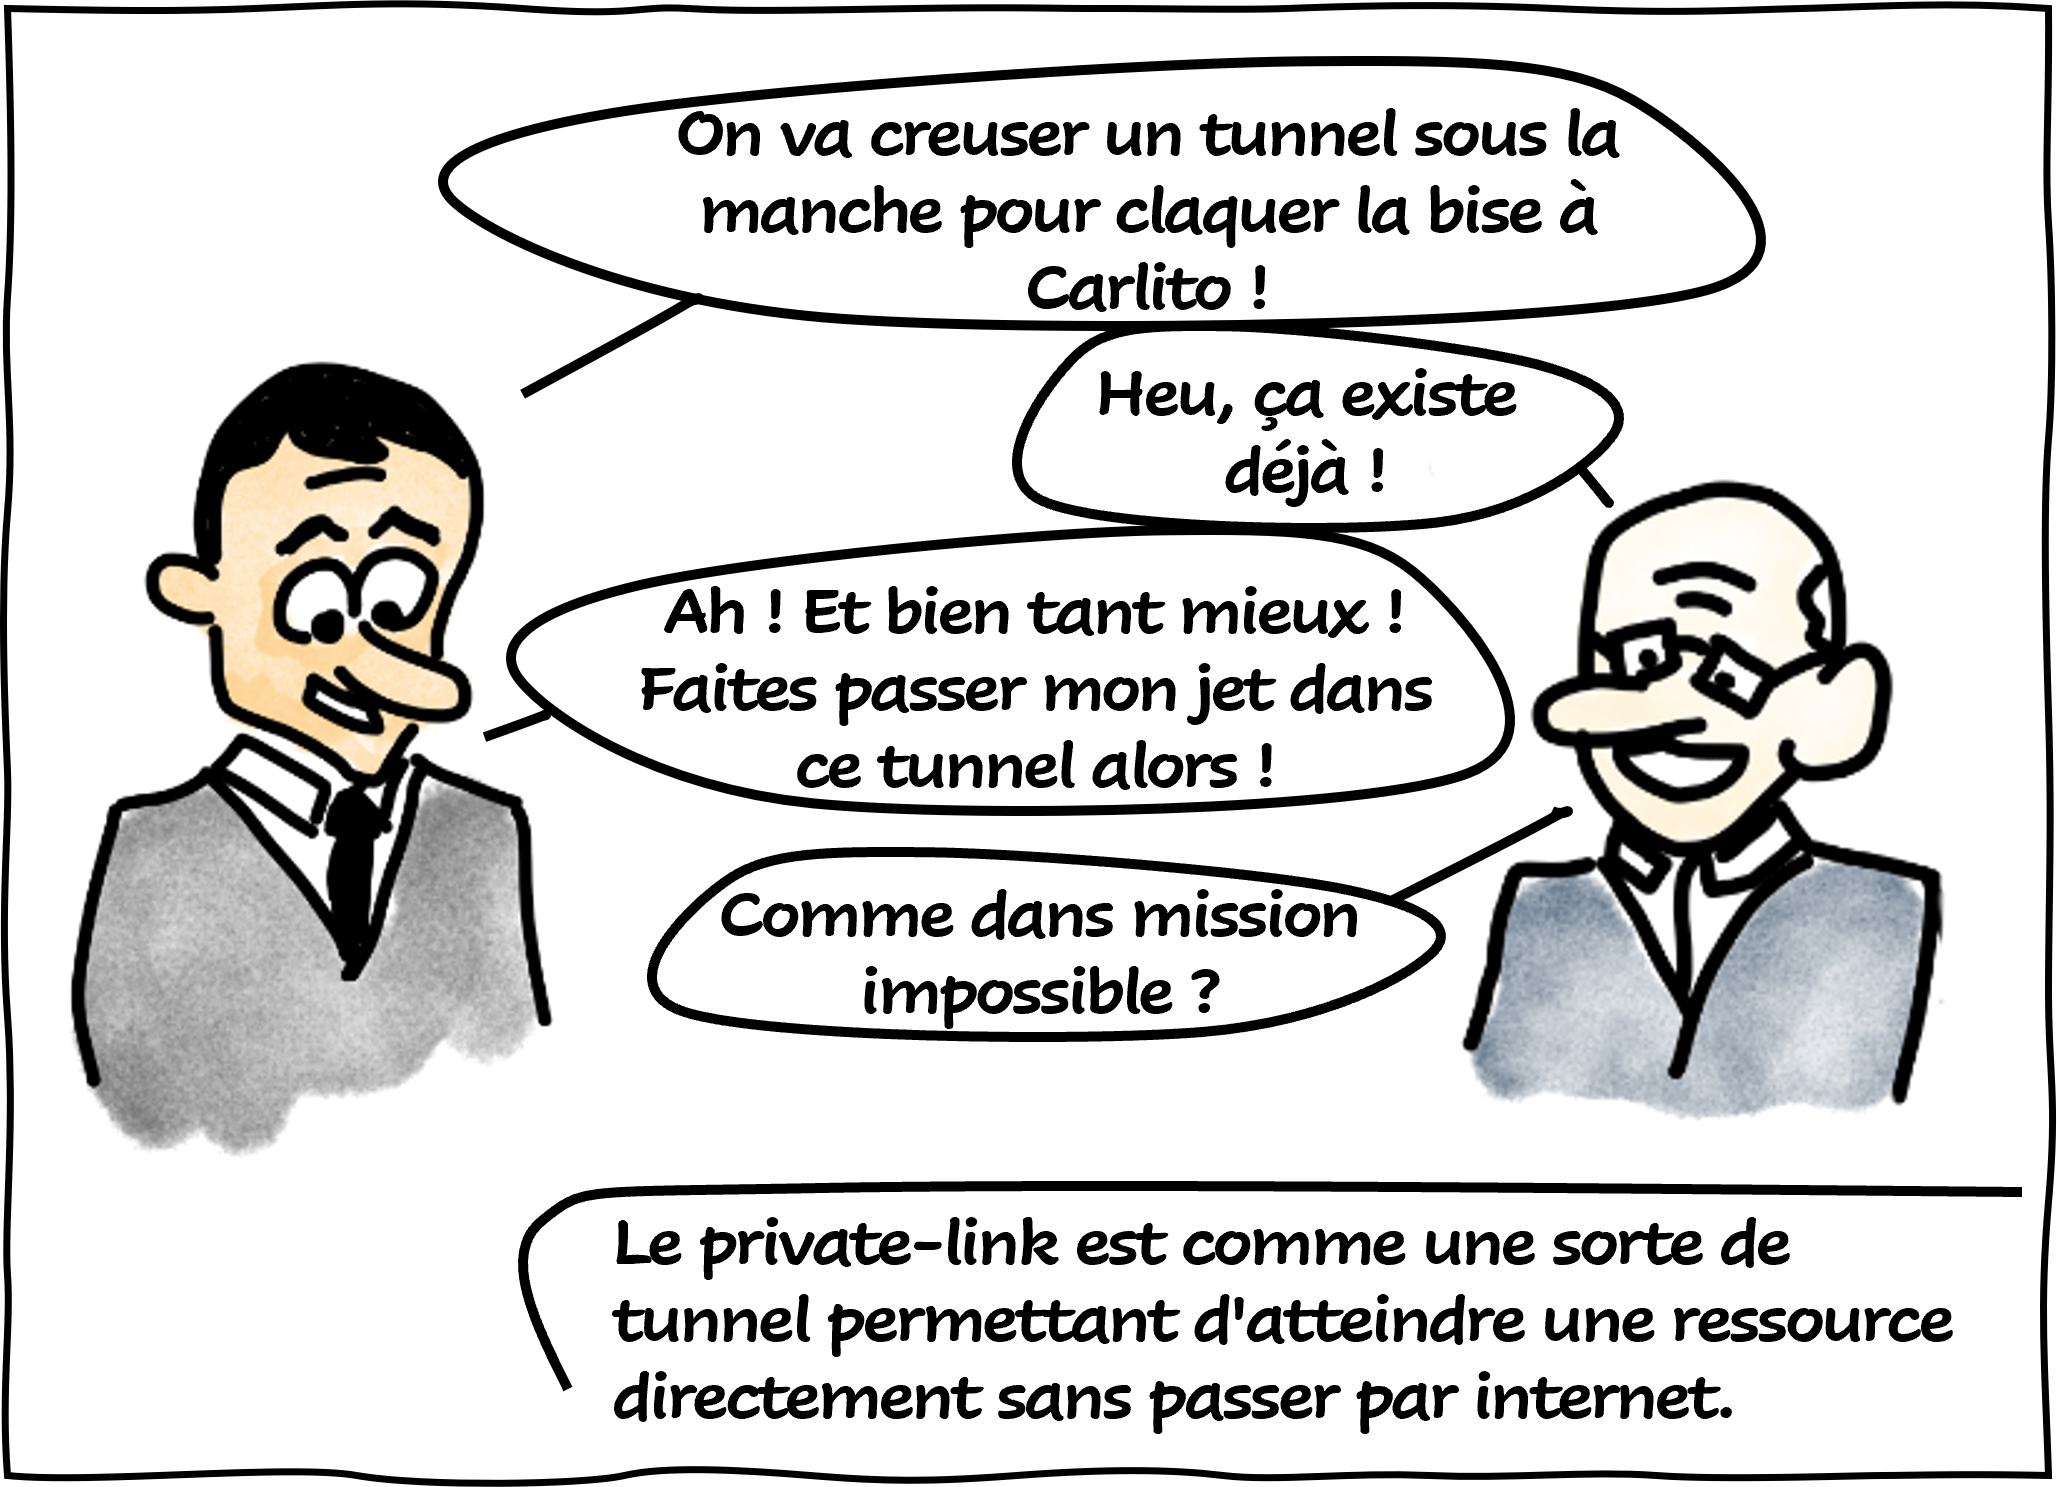 On va creuser un tunnel sous la
manche pour claquer la bise à
Carlito !
Heu, ça existe
déjà !
Ah ! Et bien tant mieux !
Faites passer mon jet dans
ce tunnel alors !
Comme dans mission
impossible ?
Le private-link est comme une sorte de
tunnel permettant d'atteindre une ressource
directement sans passer par internet.